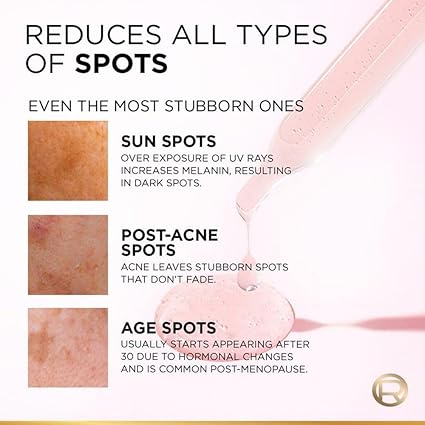 REDUCES ALL TYPES
OF SPOTS
EVEN THE MOST STUBBORN ONES
SUN SPOTS
OVER EXPOSURE OF UV RAYS
INCREASES MELANIN, RESULTING
IN DARK SPOTS.
POST-ACNE
SPOTS
ACNE LEAVES STUBBORN SPOTS
THAT DON'T FADE.
AGE SPOTS
USUALLY STARTS APPEARING AFTER
30 DUE TO HORMONAL CHANGES
AND IS COMMON POST-MENOPAUSE.
R